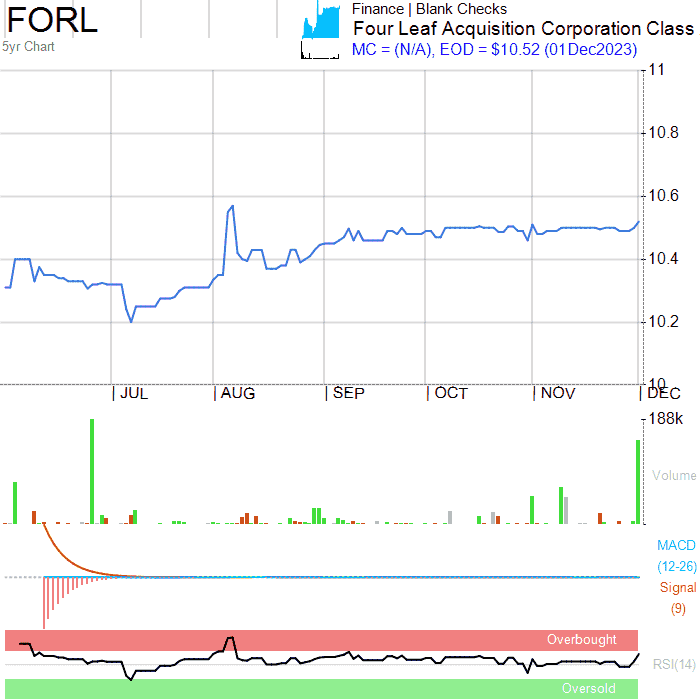 FORL
5yr Chart
Finance | Blank Checks
Four Leaf Acquisition Corporation Class
MC = (N/A), EOD = $10.52 (01Dec2023)
11
10.8
10.6
10.4
10.2
10
JUL AUG SEP OCT NOV DEC
188k
Volume
MACD
(12-26)
Signal
(9)
Overbought
RSI(14)
Oversold